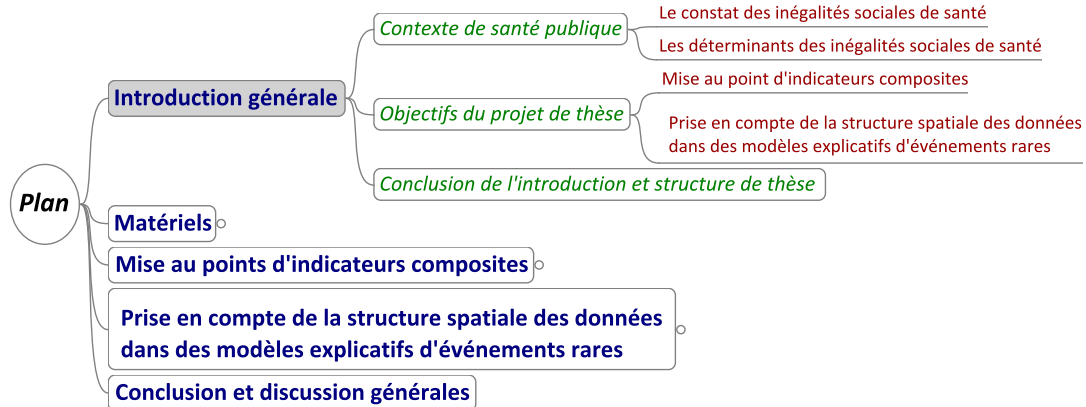 Plan
Introduction générale
Contexte de santé publique
Le constat des inégalités sociales de santé
Les déterminants des inégalités sociales de santé
Objectifs du projet de thèse
Mise au point d'indicateurs composites
Prise en compte de la structure spatiale des données
dans des modèles explicatifs d'événements rares
Conclusion de l'introduction et structure de thèse
Matériels
Mise au points d'indicateurs composites
Prise en compte de la structure spatiale des données
dans des modèles explicatifs d'événements rares
Conclusion et discussion générales